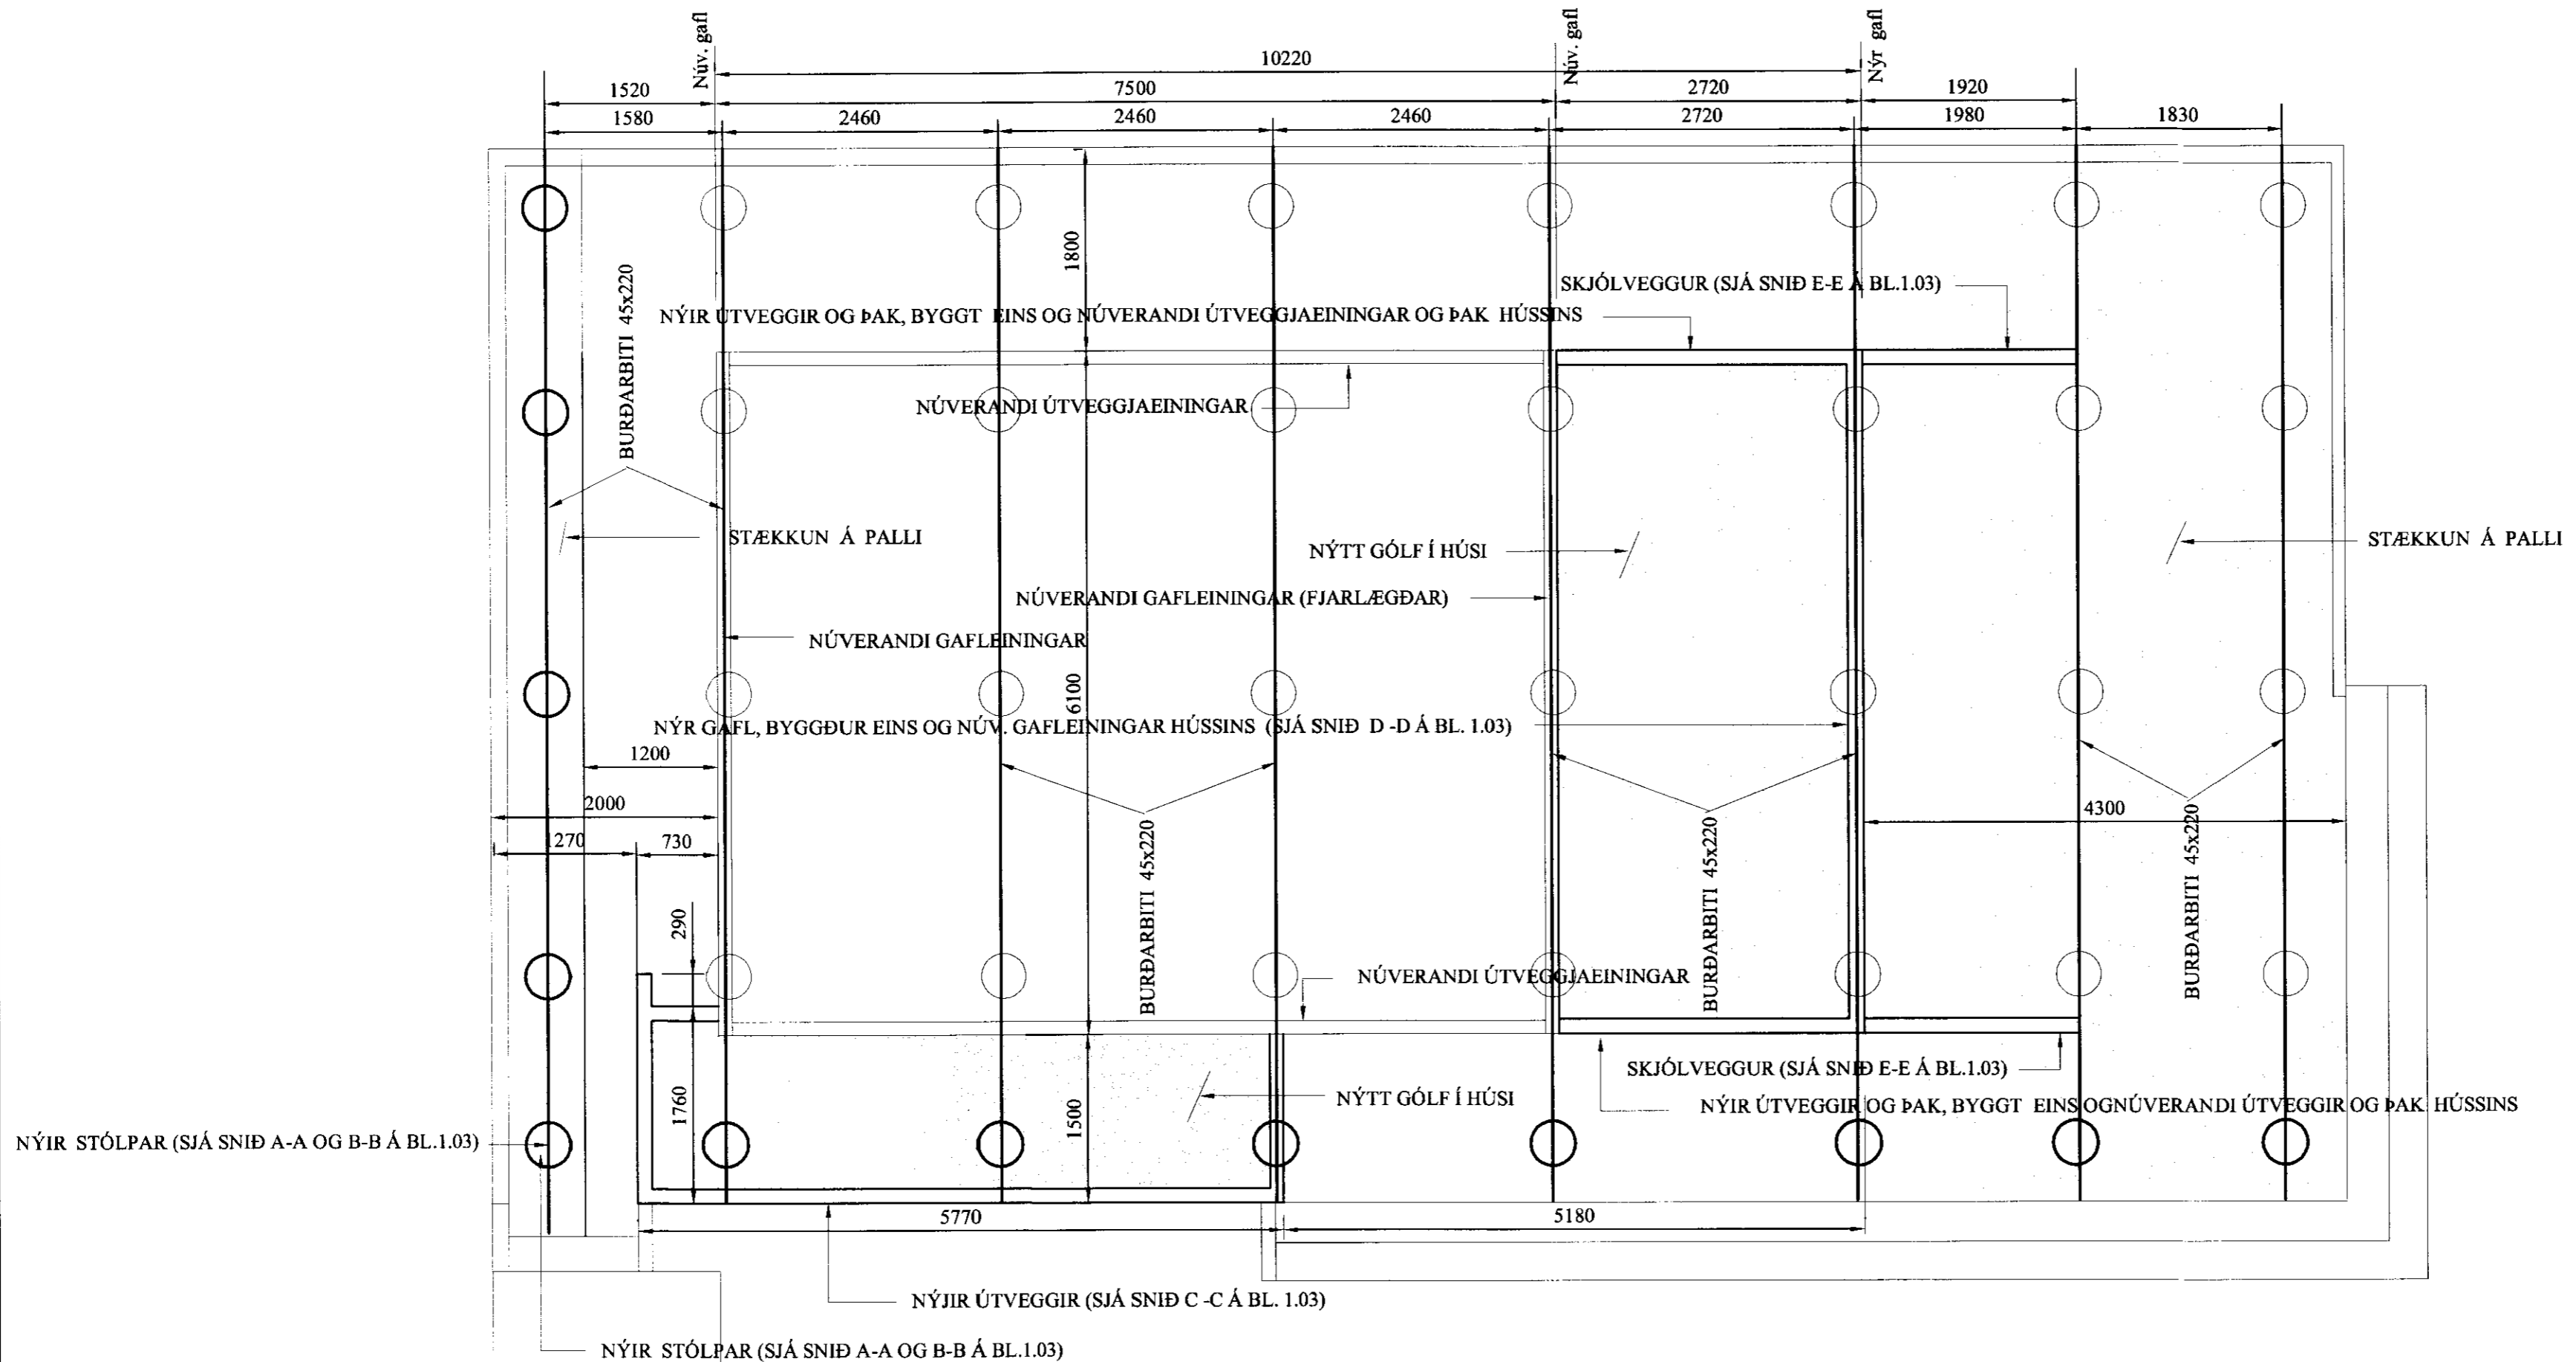 Núv. gafl
Núv. gafl
Nýr gafl
10220
1520
7500
2720
1920
1580
2460
2460
2460
2720
1980
1830
1800
BURÐARBITI 45x220
SKJÓLVEGGUR (SJÁ SNIÐ E-E Á BL.1.03)
NÝIR ÚTVEGGIR OG ÞAK, BYGGT EINS OG NÚVERANDI ÚTVEGGJAEININGAR OG ÞAK HÚSSINS
NÚVERANDI ÚTVEGGJAEININGAR
STÆKKUN Á PALLI
NÝTT GÓLF Í HÚSI
STÆKKUN Á PALLI
NÚVERANDI GAFLEININGAR (FJARLÆGÐAR)
NÚVERANDI GAFLEININGAR
6100
NÝR GAFL, BYGGÐUR EINS OG NÚV. GAFLEININGAR HÚSSINS (SJÁ SNIÐ D -D Á BL. 1.03)
1200
2000
4300
1270
730
BURÐARBITI 45x220
BURÐARBITI 45x220
BURÐARBITI 45x220
290
NÚVERANDI ÚTVEGGJAEININGAR
SKJÓLVEGGUR (SJÁ SNIÐ E-E Á BL.1.03)
1760
1500
NÝTT GÓLF Í HÚSI
NÝIR ÚTVEGGIR OG ÞAK, BYGGT EINS OGNÚVERANDI ÚTVEGGIR OG ÞAK HÚSSINS
NÝIR STÓLPAR (SJÁ SNIÐ A-A OG B-B Á BL.1.03)
5770
5180
NÝJIR ÚTVEGGIR (SJÁ SNIÐ C -C Á BL. 1.03)
NÝIR STÓLPAR (SJÁ SNIÐ A-A OG B-B Á BL.1.03)